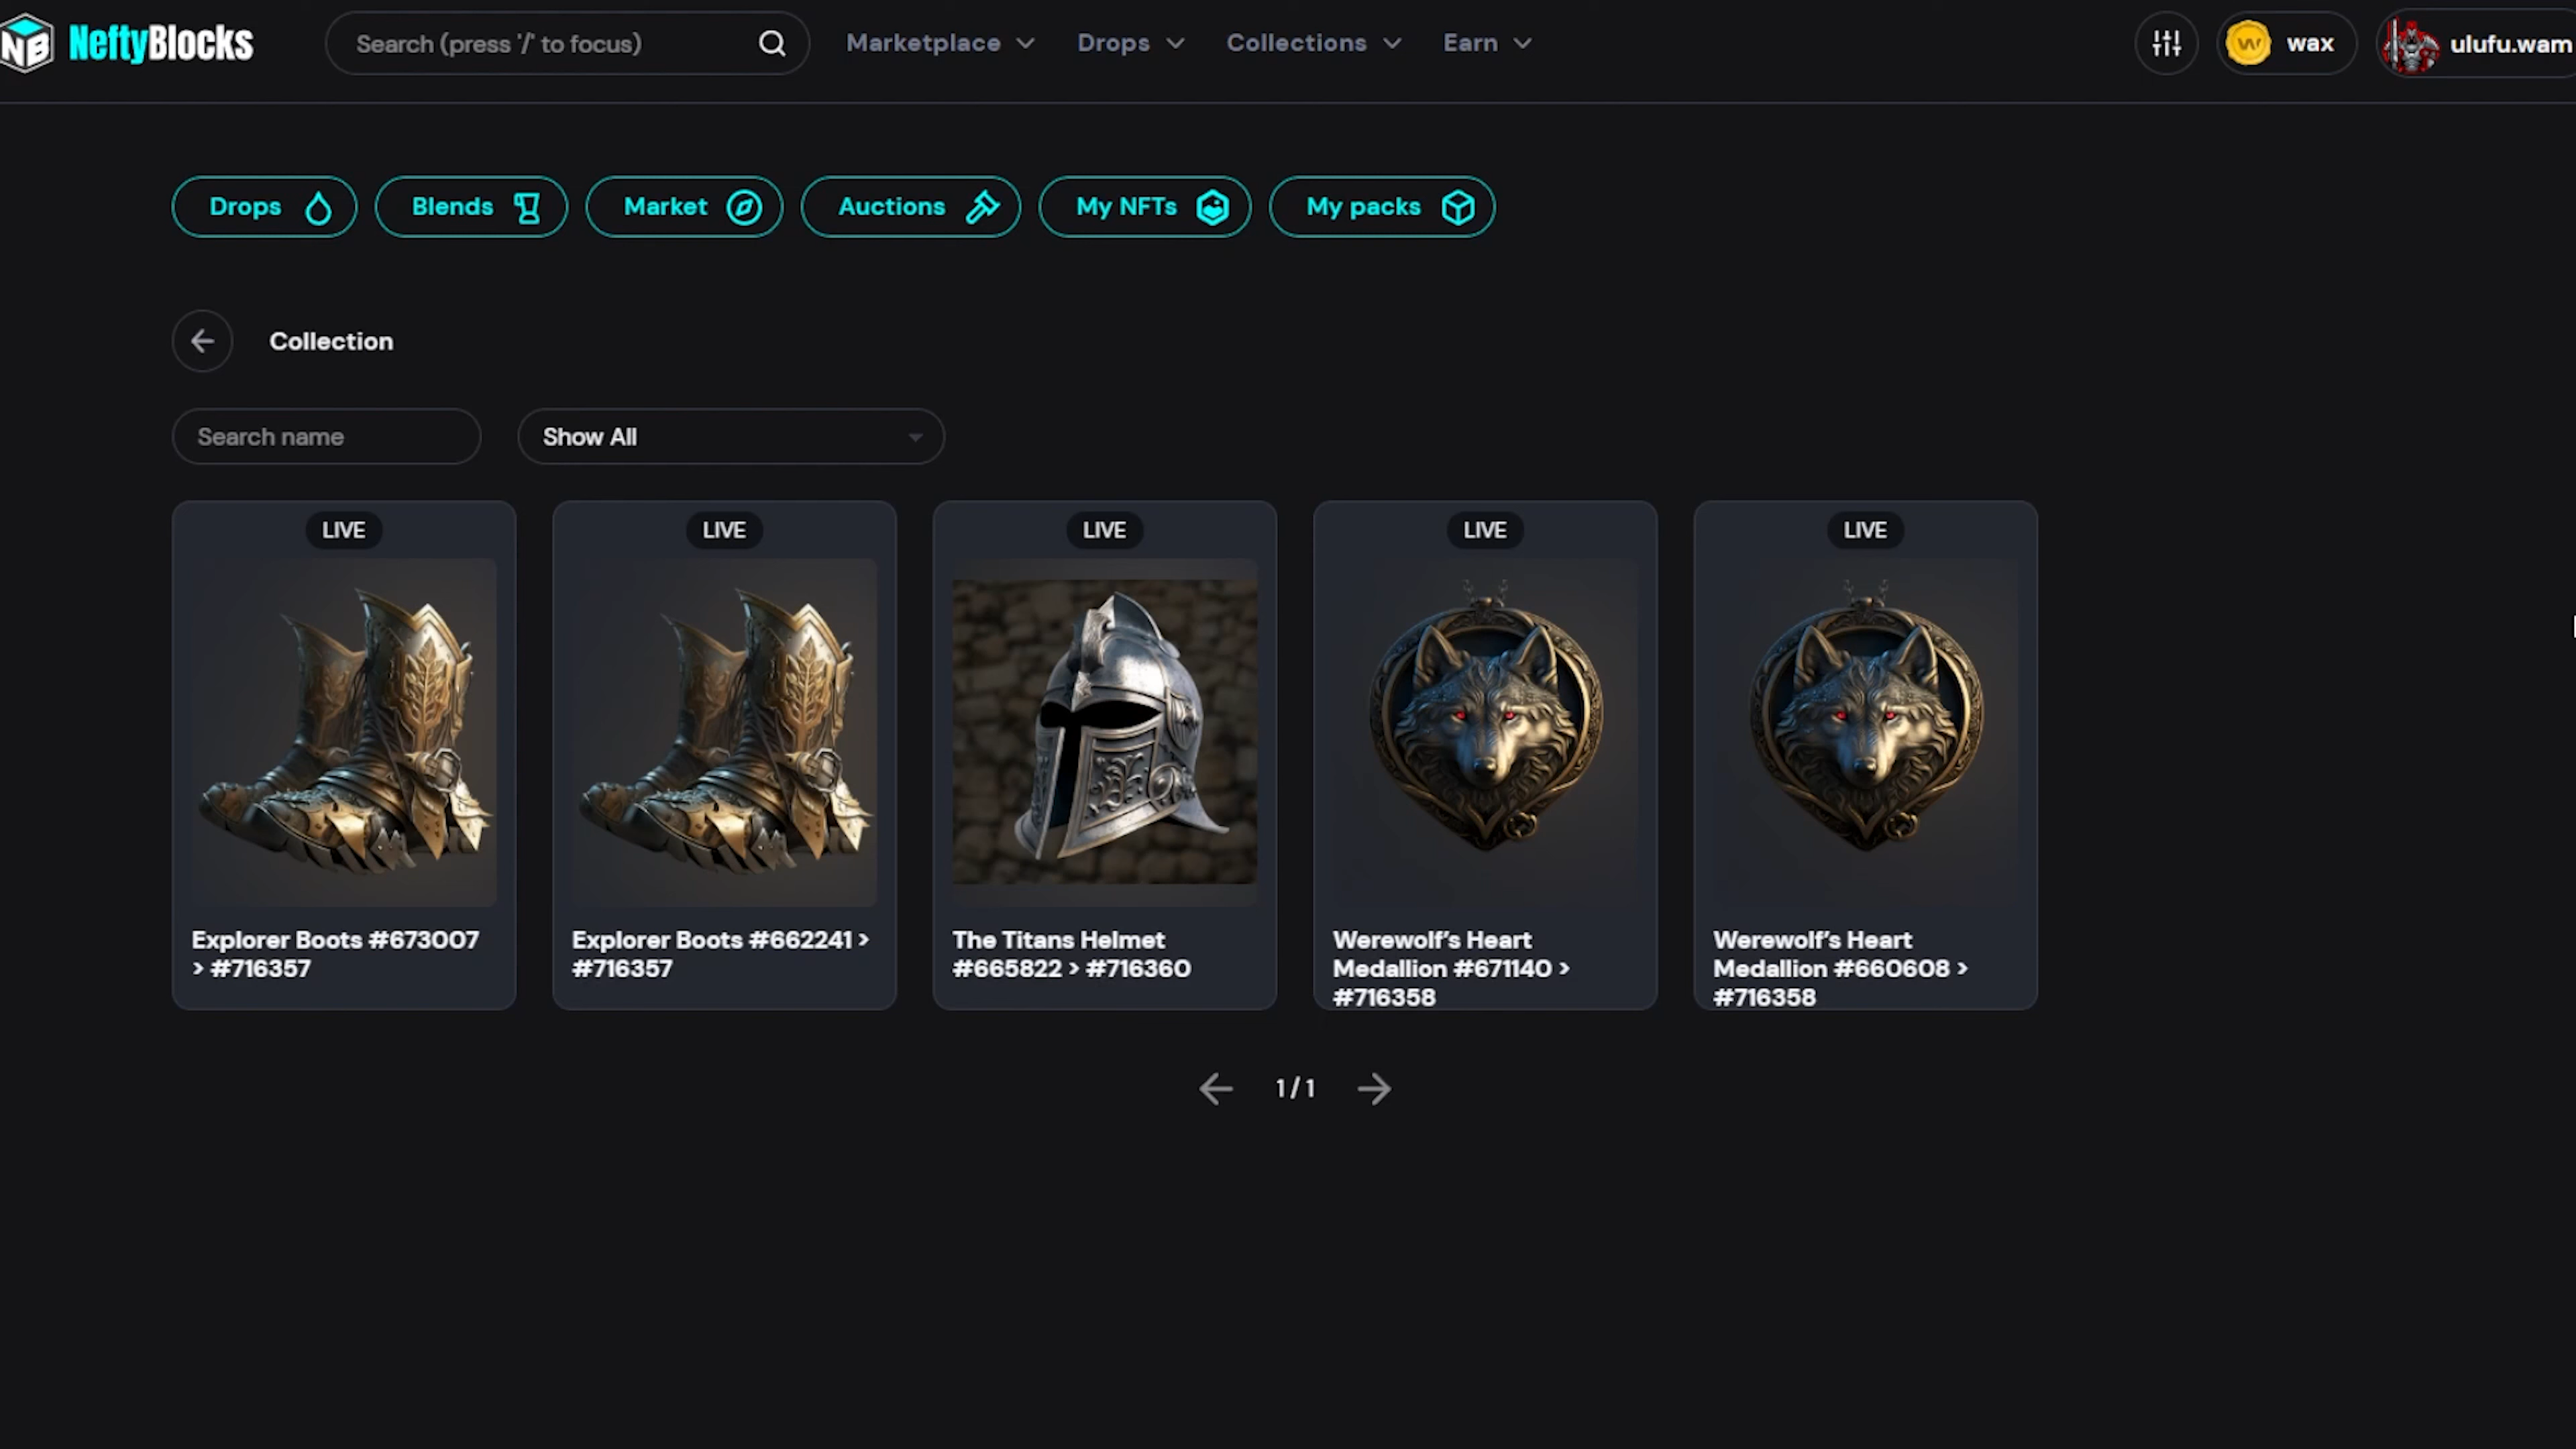 NB NeftyBlocks
Search (press '/' to focus)
Marketplace
Drops
Collections
Earn
wax
ulufu.wam
Drops
Blends
Market
Auctions
My NFTs
My packs
Collection
Search name
Show All
LIVE
Explorer Boots #673007
> #716357
LIVE
Explorer Boots #662241 >
#716357
LIVE
The Titans Helmet
#665822 > #716360
LIVE
Werewolf's Heart
Medallion #671140 >
#716358
LIVE
Werewolf's Heart
Medallion #660608 >
#716358
1 / 1